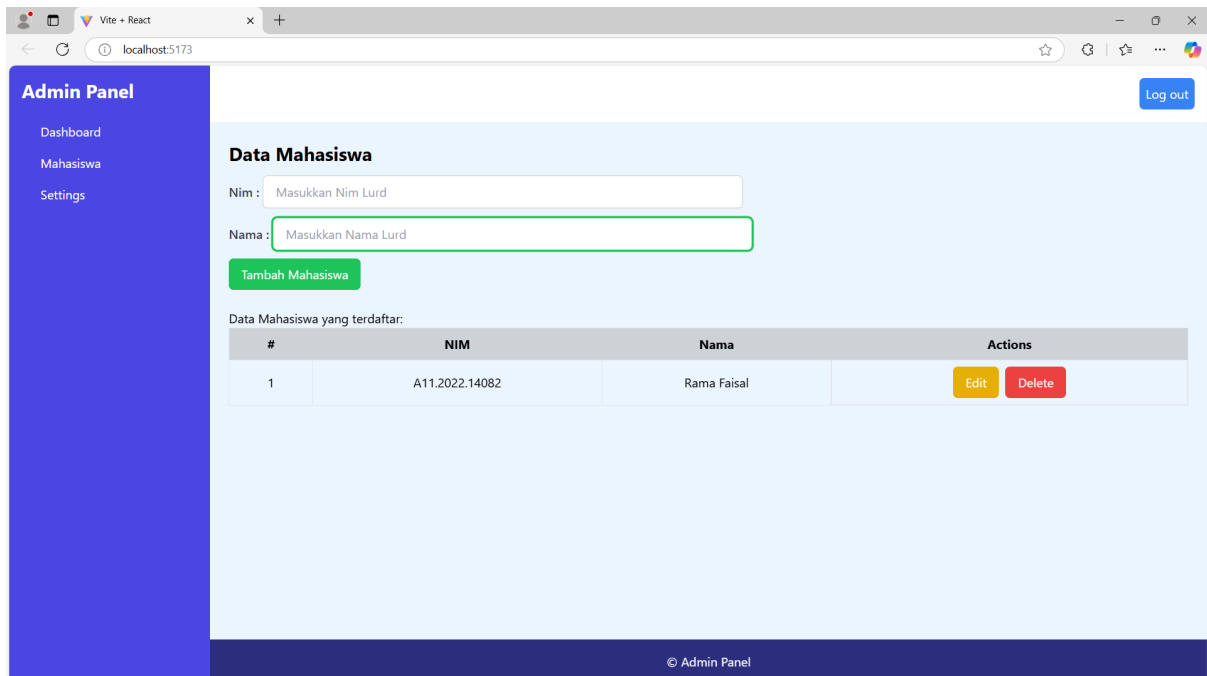 Vite + React
localhost:5173
Admin Panel
Log out
Dashboard
Mahasiswa
Settings
Data Mahasiswa
Nim : Masukkan Nim Lurd
Nama : Masukkan Nama Lurd
Tambah Mahasiswa
Data Mahasiswa yang terdaftar:
# NIM Nama Actions
1 A11.2022.14082 Rama Faisal Edit Delete
© Admin Panel